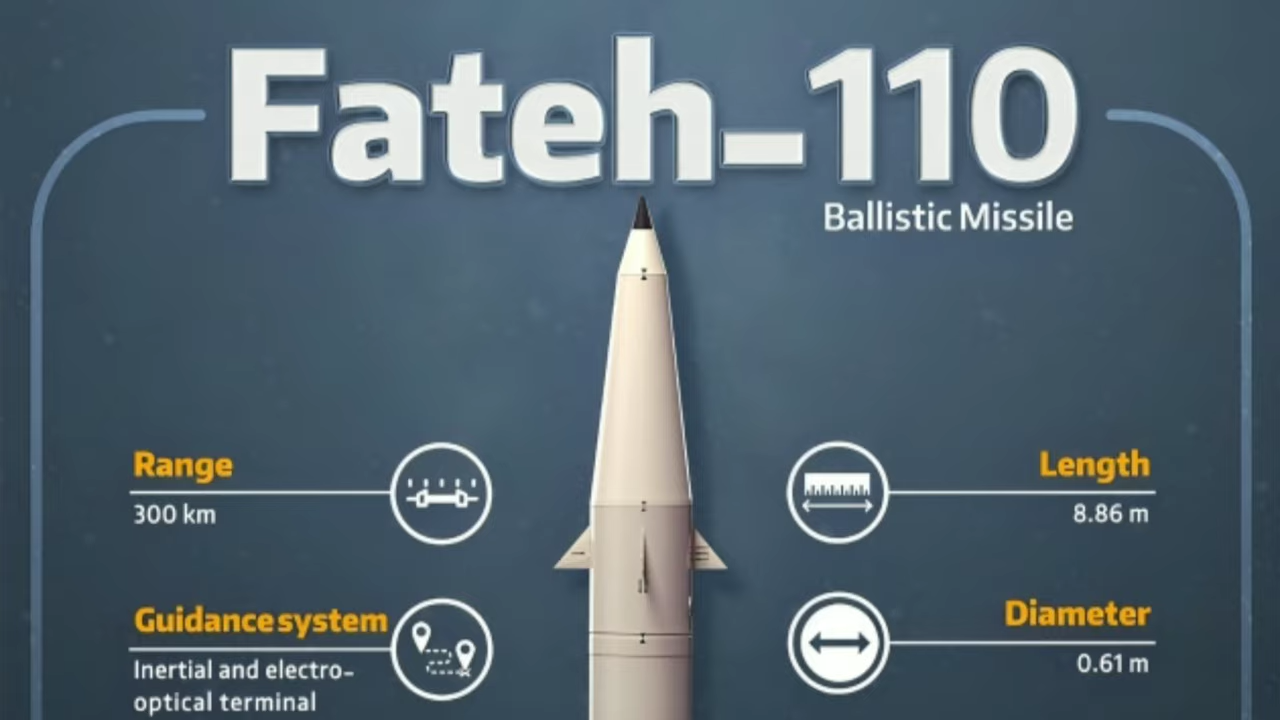 Fateh-110
Ballistic Missile
Range
300 km
Length
8.86 m
Guidance system
Inertial and electro-
optical terminal
Diameter
0.61 m